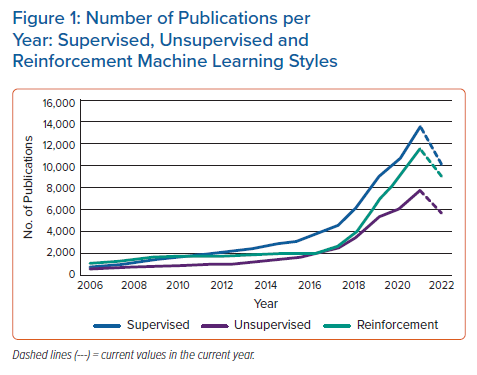 Figure 1: Number of Publications per
Year: Supervised, Unsupervised and
Reinforcement Machine Learning Styles
No. of Publications
16,000
14,000
12,000
10,000
8,000
6,000
4,000
2,000
0
2006 2008 2010 2012 2014 2016 2018 2020 2022
Year
Supervised Unsupervised Reinforcement
Dashed lines (---) = current values in the current year.